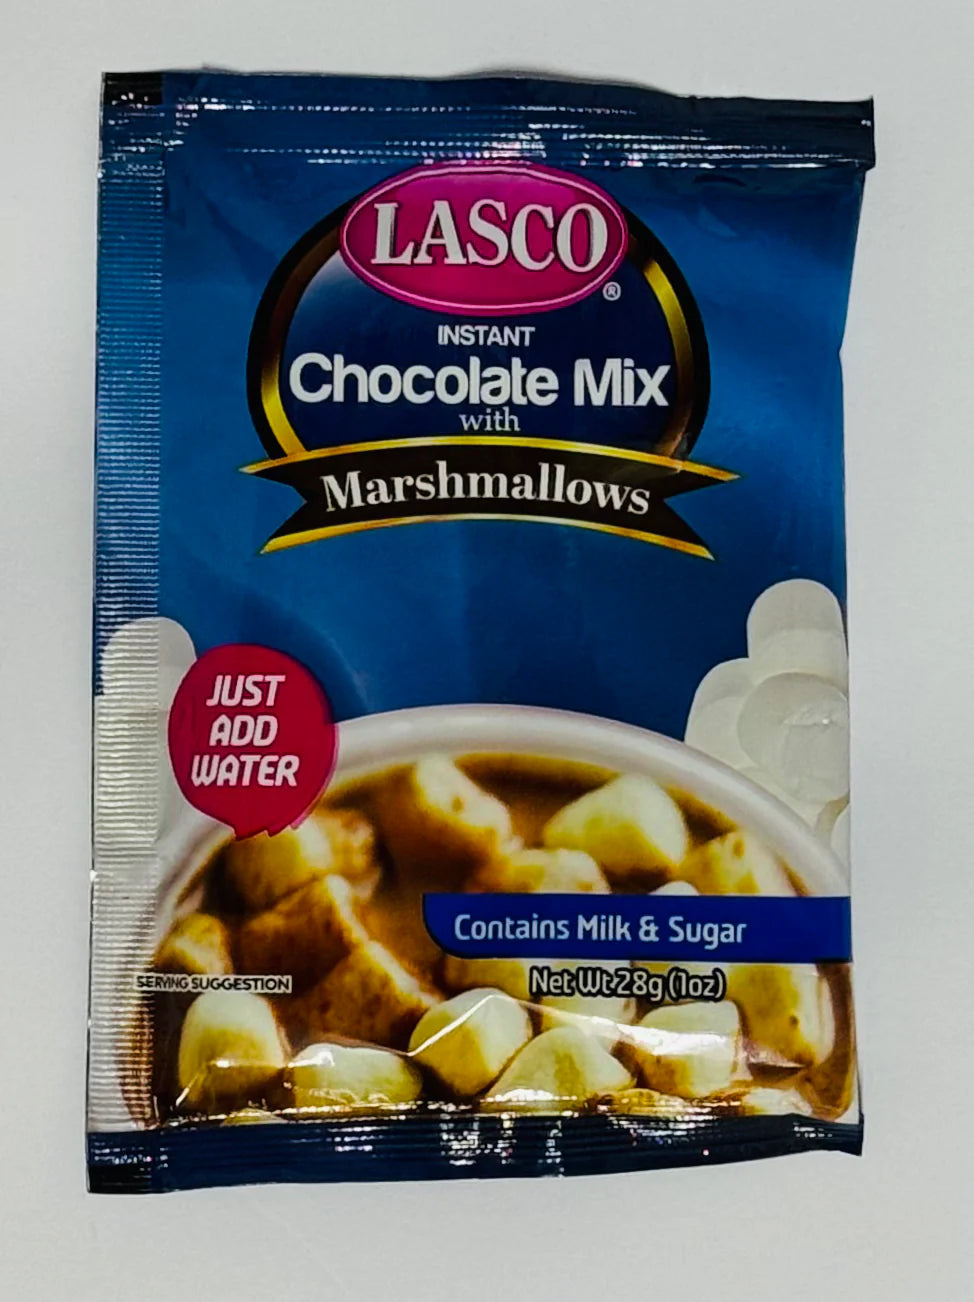 LASCO
®
INSTANT
Chocolate Mix
with
Marshmallows
JUST
ADD
WATER
Contains Milk & Sugar
SERVING SUGGESTION
Net Wt 28g (1oz)